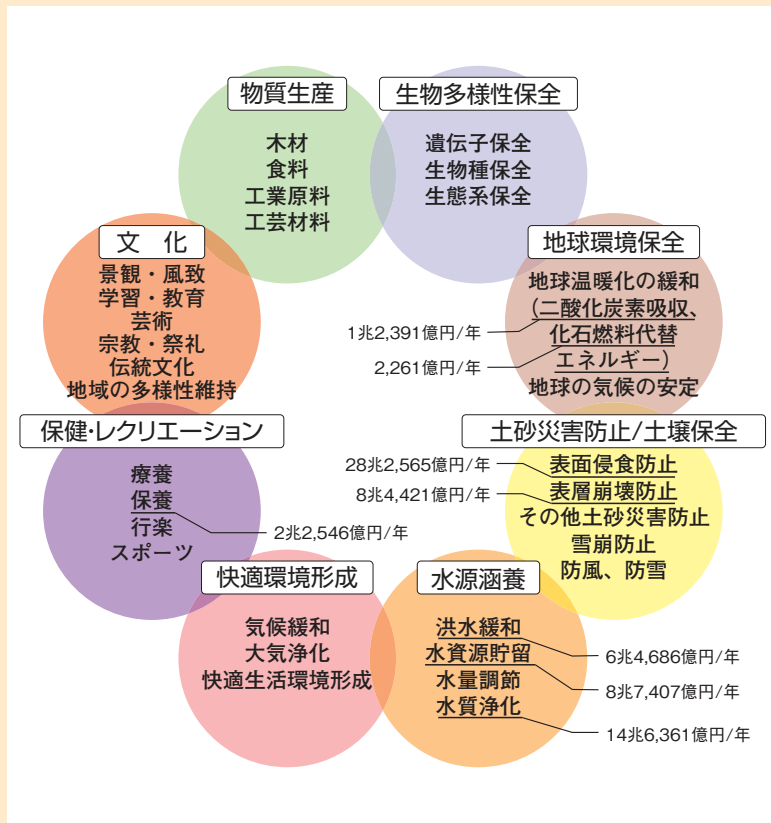 物質生産
木材
食料
工業原料
工芸材料
生物多様性保全
遺伝子保全
生物種保全
生態系保全
文 化
景観・風致
学習・教育
芸術
宗教・祭礼
伝統文化
地域の多様性維持
地球環境保全
地球温暖化の緩和
(二酸化炭素吸収、
化石燃料代替
エネルギー)
地球の気候の安定
1兆2,391億円/年
2,261億円/年
保健・レクリエーション
療養
保養
行楽
スポーツ
2兆2,546億円/年
土砂災害防止/土壌保全
表面侵食防止
表層崩壊防止
その他土砂災害防止
雪崩防止
防風、防雪
28兆2,565億円/年
8兆4,421億円/年
快適環境形成
気候緩和
大気浄化
快適生活環境形成
水源涵養
洪水緩和
水資源貯留
水量調節
水質浄化
6兆4,686億円/年
8兆7,407億円/年
14兆6,361億円/年